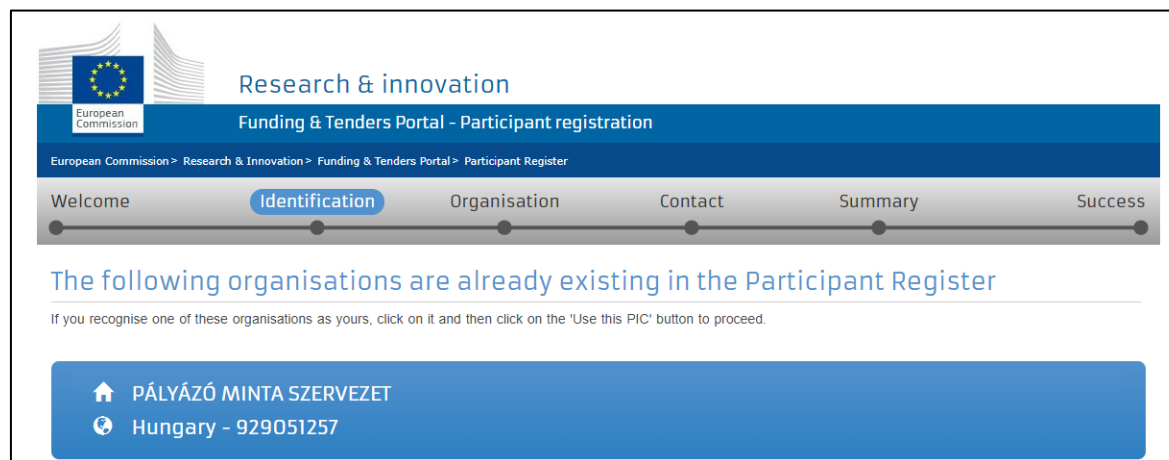 European
Commission
Research & innovation
Funding & Tenders Portal - Participant registration
European Commission > Research & Innovation > Funding & Tenders Portal > Participant Register
Welcome Identification Organisation Contact Summary Success
The following organisations are already existing in the Participant Register
If you recognise one of these organisations as yours, click on it and then click on the 'Use this PIC' button to proceed.
PÁLYÁZÓ MINTA SZERVEZET
Hungary - 929051257